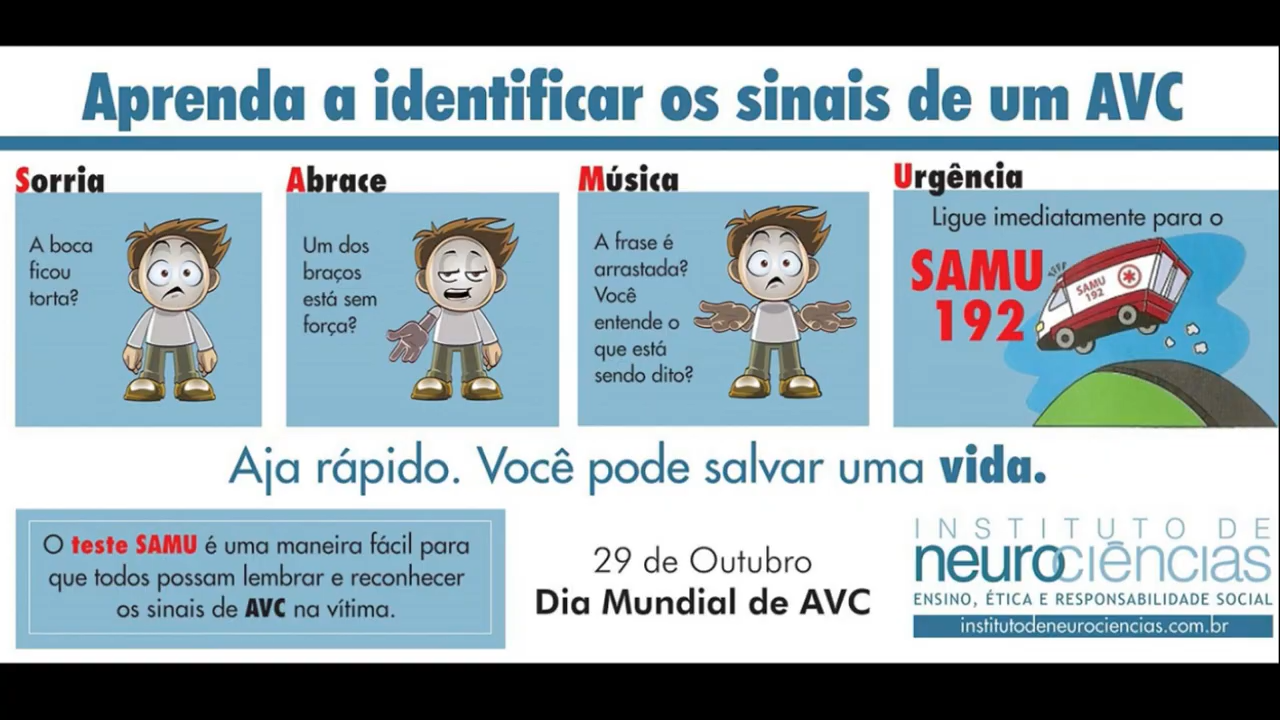 Aprenda a identificar os sinais de um AVC
Sorria
A boca
ficou
torta?
Abrace
Um dos
braços
está sem
força?
Música
A frase é
arrastada?
Você
entende o
que está
sendo dito?
Urgência
Ligue imediatamente para o
SAMU
192
SAMU
192
Aja rápido. Você pode salvar uma vida.
O teste SAMU é uma maneira fácil para
que todos possam lembrar e reconhecer
os sinais de AVC na vítima.
29 de Outubro
Dia Mundial de AVC
INSTITUTO DE
neurociências
ENSINO, ÉTICA E RESPONSABILIDADE SOCIAL
institutodeneurociencias.com.br